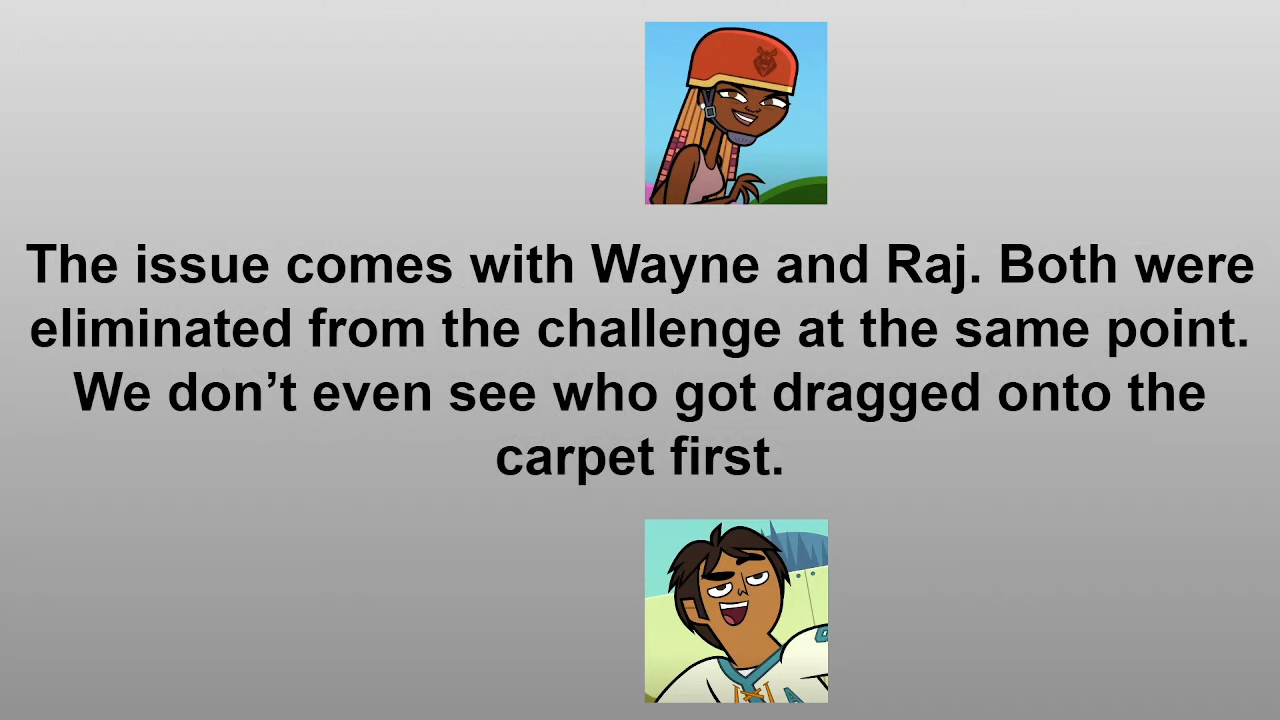 The issue comes with Wayne and Raj. Both were
eliminated from the challenge at the same point.
We don’t even see who got dragged onto the
carpet first.